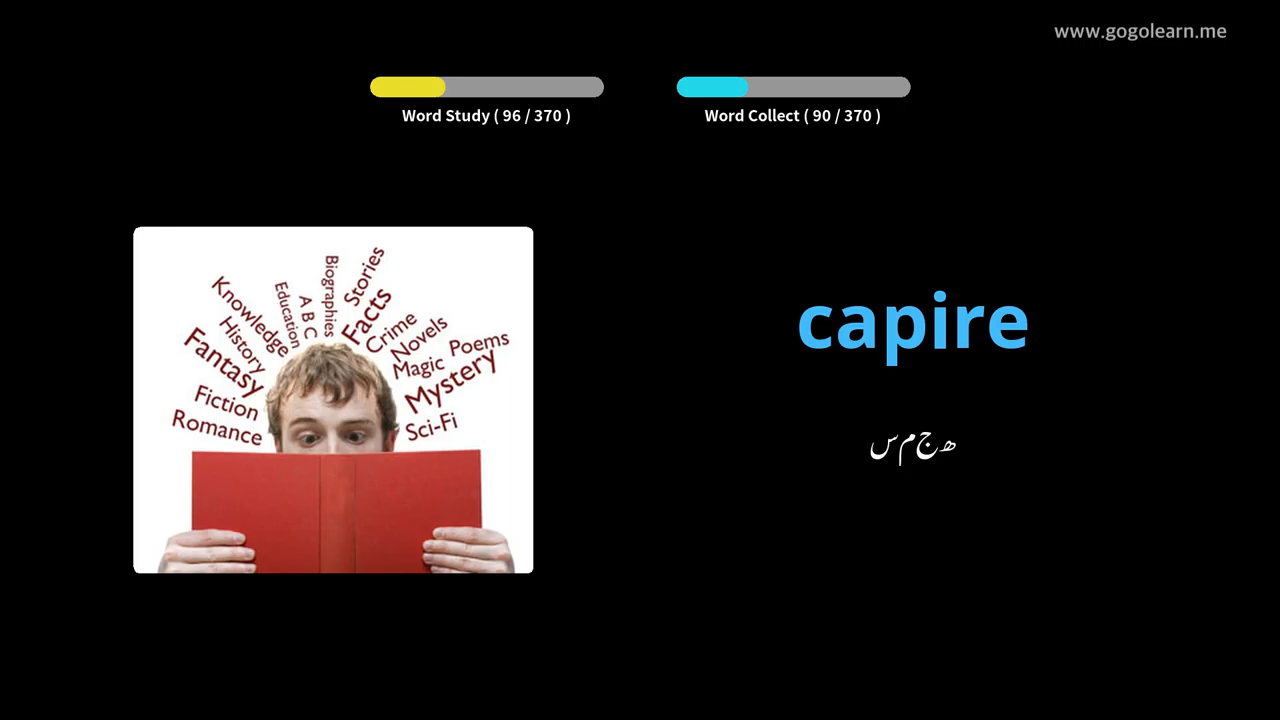 www.gogolearn.me
Word Study ( 96 / 370 )
Word Collect ( 90 / 370 )
Knowledge
Education
A B C
Biographies
Stories
Facts
Crime
Novels
Poems
History
Fantasy
Magic
Mystery
Fiction
Romance
Sci-Fi
capire
ھجمس